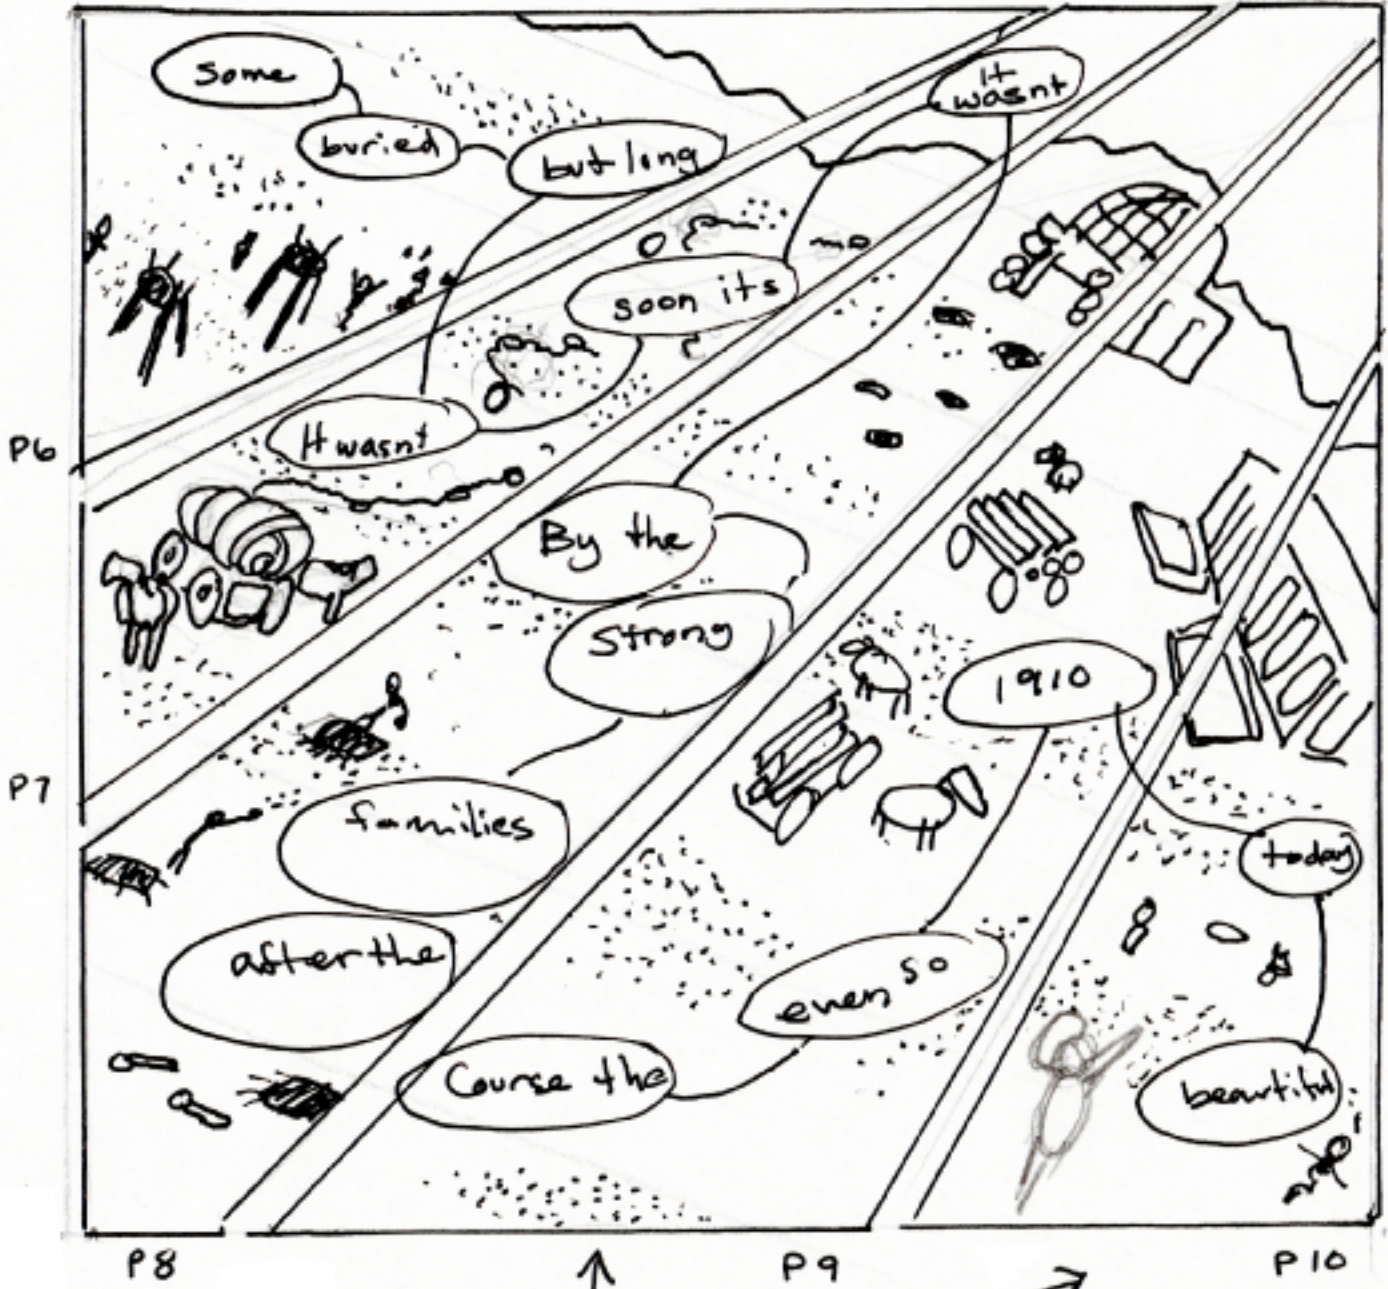 Some
buried
but long
It wasnt
soon its
it
wasnt
By the
Strong
families
after the
Course the
even so
1910
today
beautiful
P6
P7
P8
P9
P10